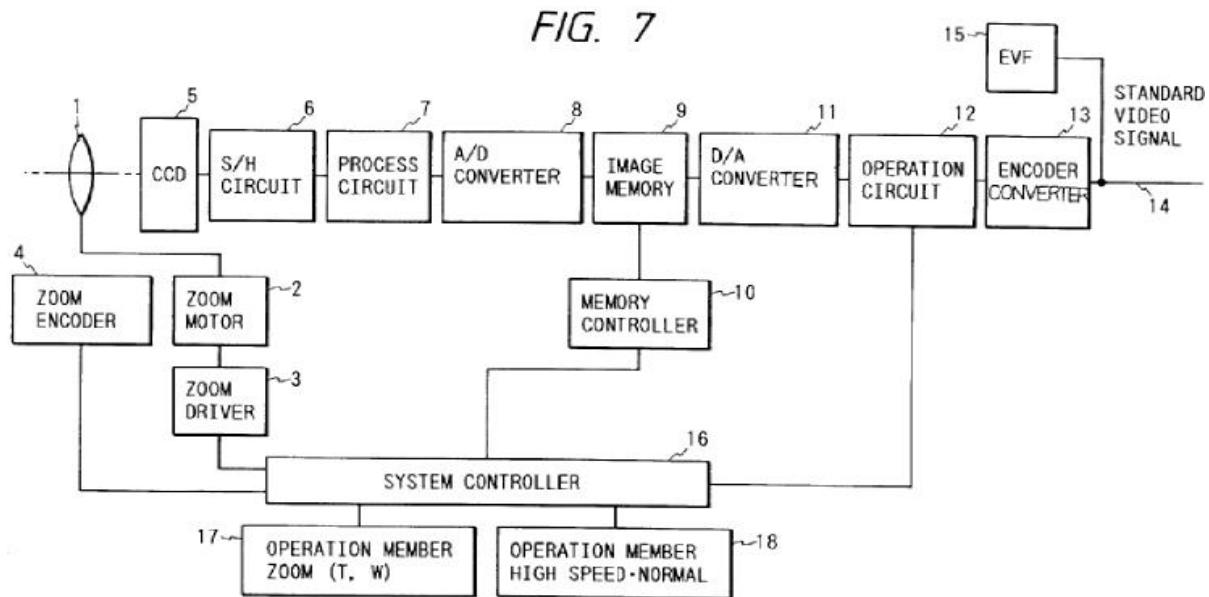 FIG. 7
15
EVF
STANDARD
VIDEO
SIGNAL
1
5
CCD
6
S/H
CIRCUIT
7
PROCESS
CIRCUIT
8
A/D
CONVERTER
9
IMAGE
MEMORY
11
D/A
CONVERTER
12
OPERATION
CIRCUIT
13
ENCODER
CONVERTER
14
4
ZOOM
ENCODER
2
ZOOM
MOTOR
10
MEMORY
CONTROLLER
3
ZOOM
DRIVER
16
SYSTEM CONTROLLER
17
OPERATION MEMBER
ZOOM (T, W)
18
OPERATION MEMBER
HIGH SPEED·NORMAL